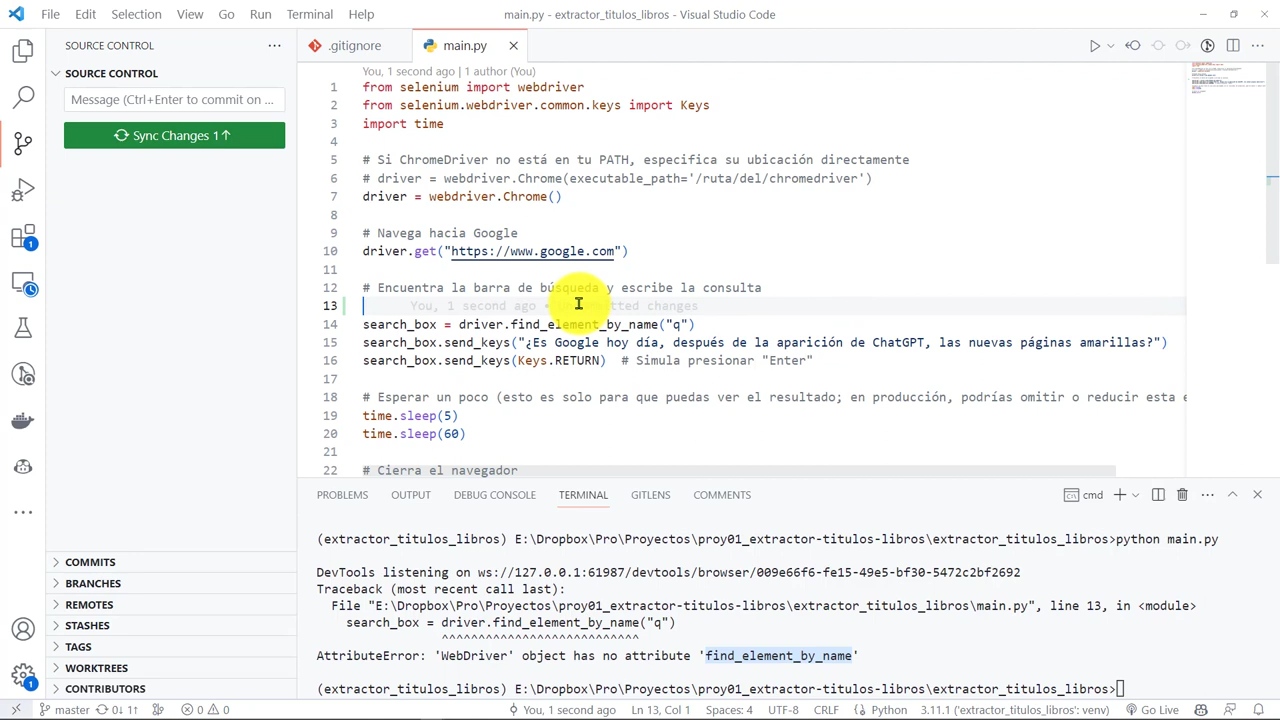 File Edit Selection View Go Run Terminal Help
main.py - extractor_titulos_libros - Visual Studio Code
SOURCE CONTROL
.gitignore
main.py
SOURCE CONTROL
Message (Ctrl+Enter to commit on ...
Sync Changes 1↑
You, 1 second ago | 1 author (You)
1 from selenium import webdriver
2 from selenium.webdriver.common.keys import Keys
3 import time
4
5 # Si ChromeDriver no está en tu PATH, especifica su ubicación directamente
6 # driver = webdriver.Chrome(executable_path='/ruta/del/chromedriver')
7 driver = webdriver.Chrome()
8
9 # Navega hacia Google
10 driver.get("https://www.google.com")
11
12 # Encuentra la barra de búsqueda y escribe la consulta
13 You, 1 second ago • Uncommitted changes
14 search_box = driver.find_element_by_name("q")
15 search_box.send_keys("¿Es Google hoy día, después de la aparición de ChatGPT, las nuevas páginas amarillas?")
16 search_box.send_keys(Keys.RETURN) # Simula presionar "Enter"
17
18 # Esperar un poco (esto es solo para que puedas ver el resultado; en producción, podrías omitir o reducir esta e
19 time.sleep(5)
20 time.sleep(60)
21
22 # Cierra el navegador
PROBLEMS OUTPUT DEBUG CONSOLE TERMINAL GITLENS COMMENTS
cmd
(extractor_titulos_libros) E:\Dropbox\Pro\Proyectos\proy01_extractor-titulos-libros\extractor_titulos_libros>python main.py
DevTools listening on ws://127.0.0.1:61987/devtools/browser/009e66f6-fe15-49e5-bf30-5472c2bf2692
Traceback (most recent call last):
File "E:\Dropbox\Pro\Proyectos\proy01_extractor-titulos-libros\extractor_titulos_libros\main.py", line 13, in <module>
search_box = driver.find_element_by_name("q")
^^^^^^^^^^^^^^^^^^^^^^^^^^^
AttributeError: 'WebDriver' object has no attribute 'find_element_by_name'
(extractor_titulos_libros) E:\Dropbox\Pro\Proyectos\proy01_extractor-titulos-libros\extractor_titulos_libros>
COMMITS
BRANCHES
REMOTES
STASHES
TAGS
WORKTREES
CONTRIBUTORS
1
1
master 0↓ 1↑ 0 0 You, 1 second ago Ln 13, Col 1 Spaces: 4 UTF-8 CRLF Python 3.11.1 ('extractor_titulos_libros': venv) Go Live